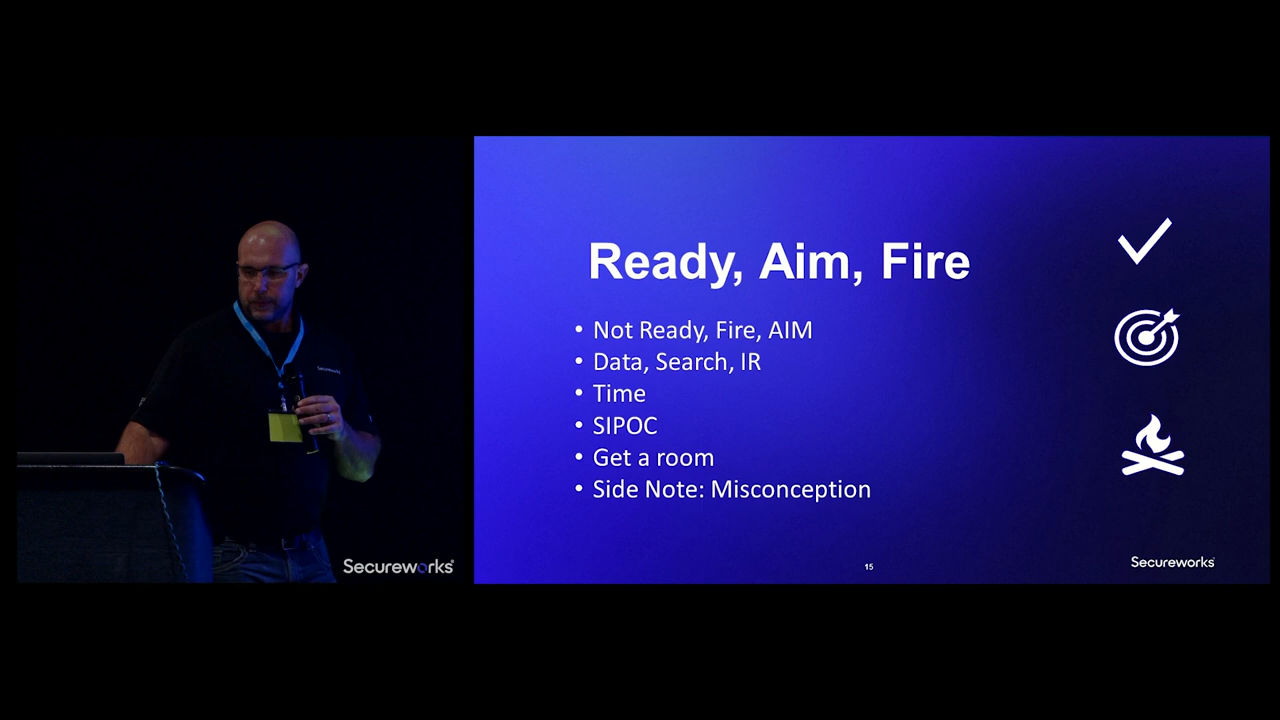 Ready, Aim, Fire
• Not Ready, Fire, AIM
• Data, Search, IR
• Time
• SIPOC
• Get a room
• Side Note: Misconception
15
Secureworks
Secureworks
Secureworks